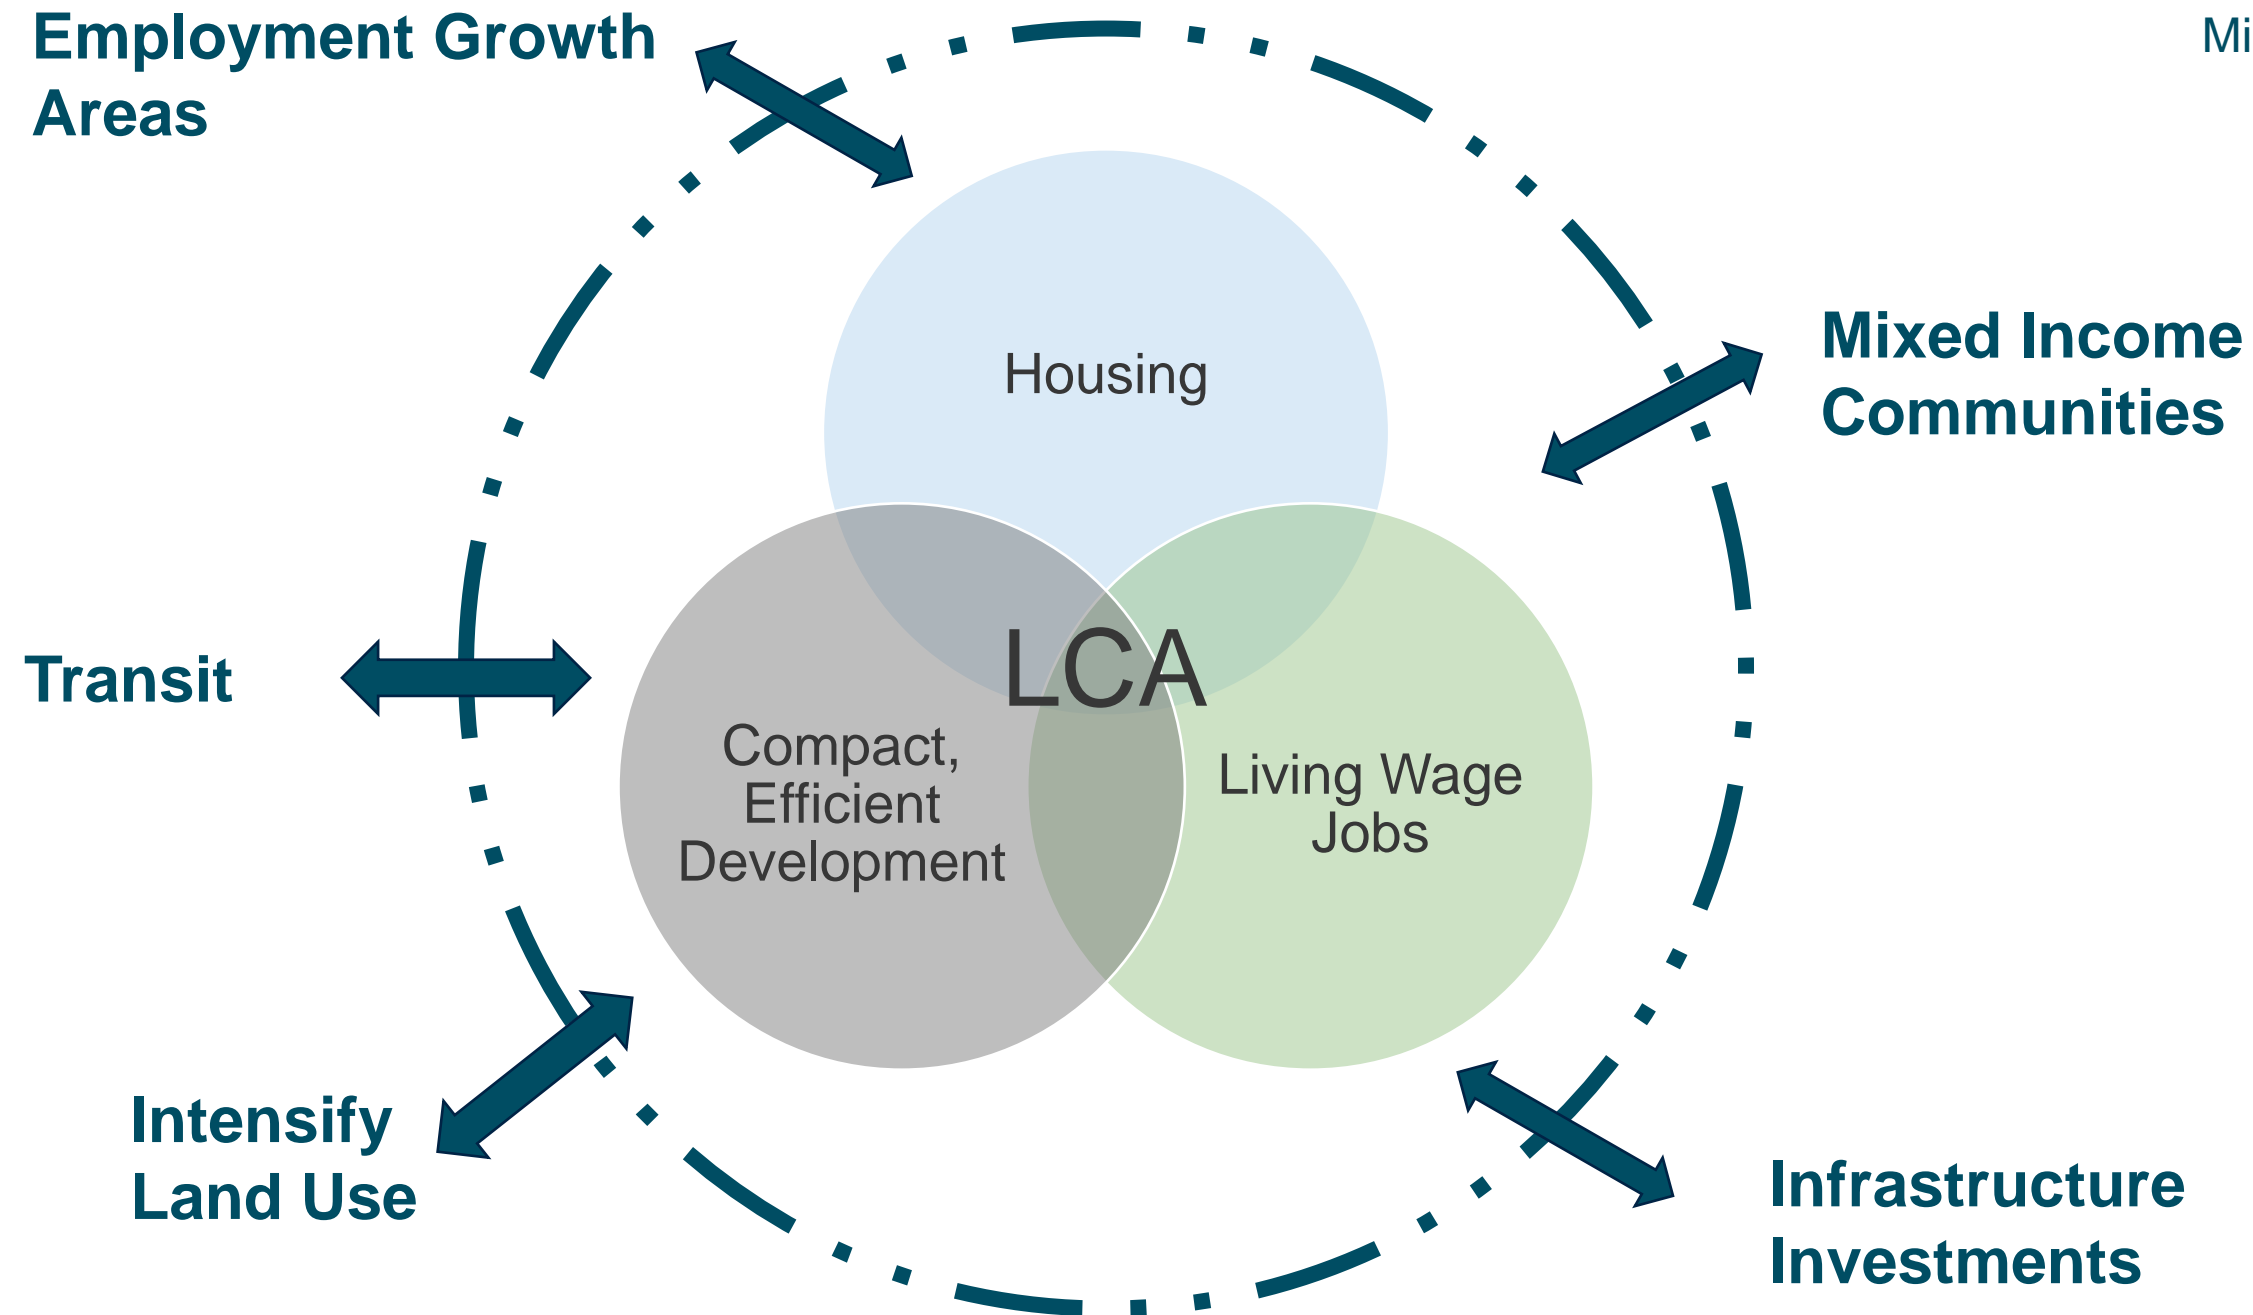 Employment Growth
Areas
Mi
Housing
Mixed Income
Communities
LCA
Transit
Compact,
Efficient
Development
Living Wage
Jobs
Intensify
Land Use
Infrastructure
Investments